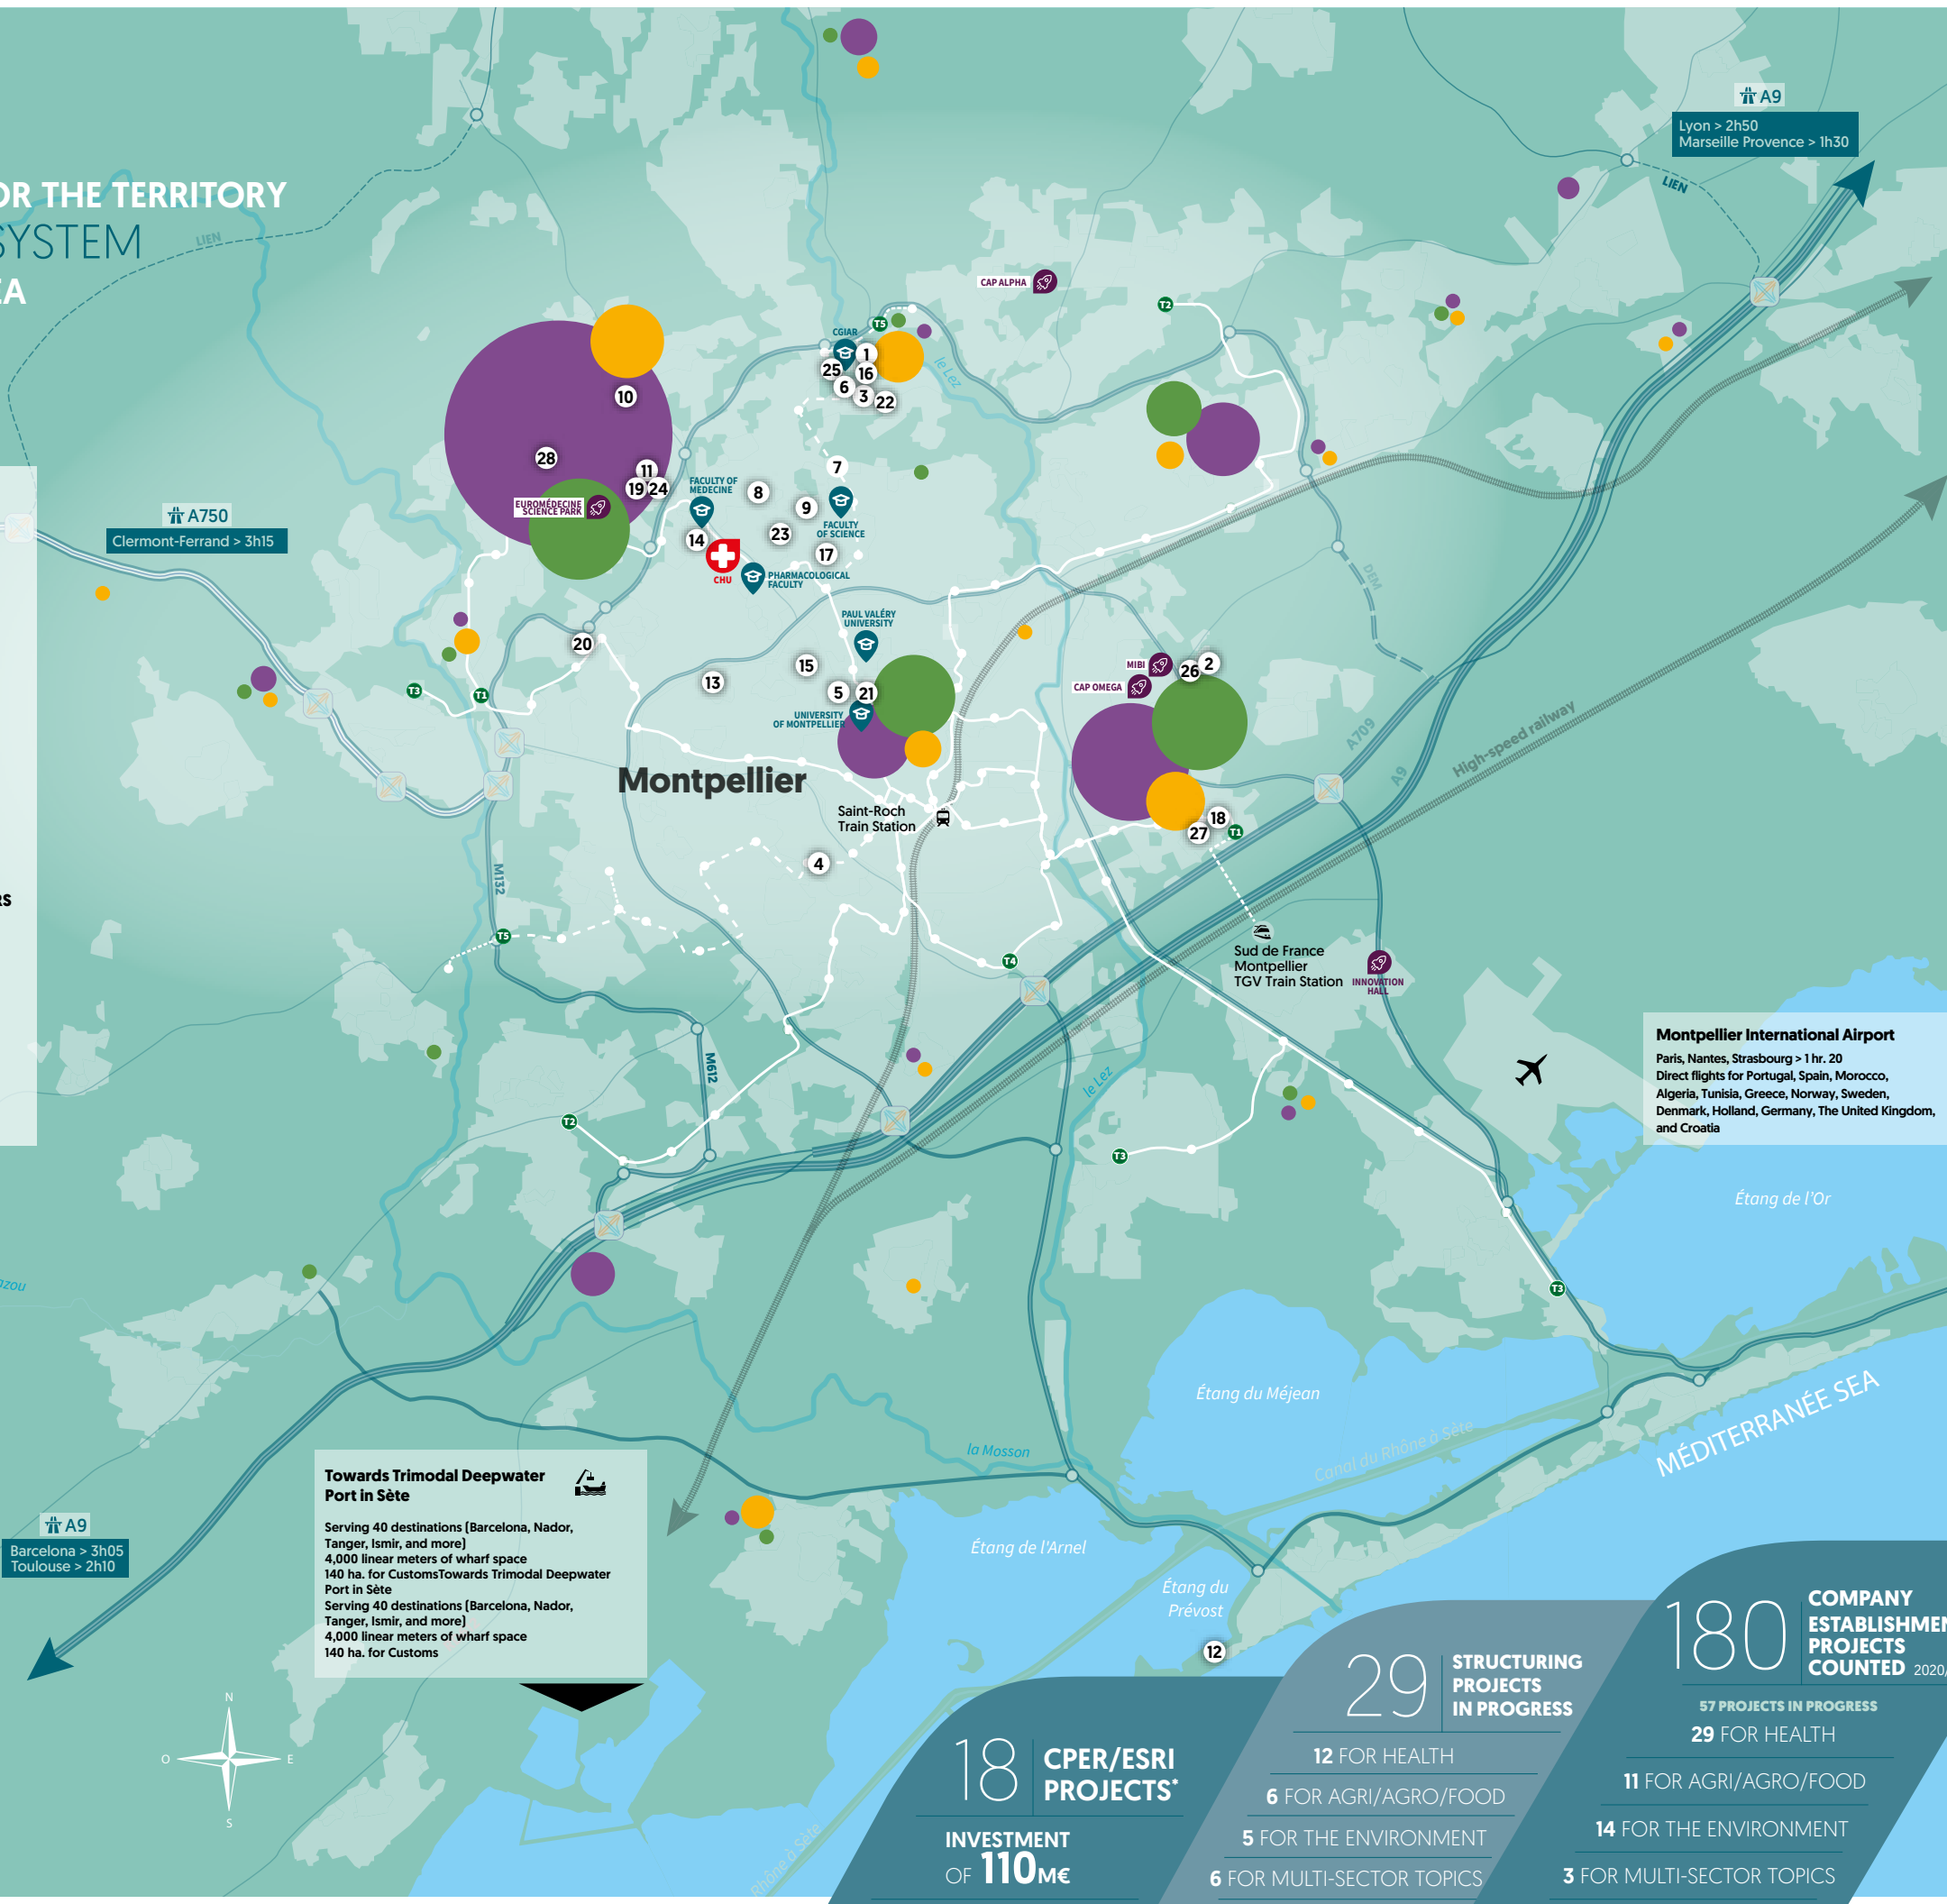 OR THE TERRITORY
SYSTEM
EA
LIEN
A9
Lyon > 2h50
Marseille Provence > 1h30
LIEN
CAP ALPHA
T2
CGIAR
T5
1
25
16
6
3
22
le Lez
10
28
11
19
24
EUROMÉDECINE
SCIENCE PARK
FACULTY OF
MEDECINE
8
7
9
FACULTY
OF SCIENCE
14
23
17
CHU
PHARMACOLOGICAL
FACULTY
A750
Clermont-Ferrand > 3h15
DEM
PAUL VALÉRY
UNIVERSITY
20
15
13
5
21
UNIVERSITY
OF MONTPELLIER
T3
T1
MIBI
26
2
CAP OMEGA
A709
A9
High-speed railway
Montpellier
Saint-Roch
Train Station
18
27
T1
4
M132
RS
T5
T4
Sud de France
Montpellier
TGV Train Station
INNOVATION
HALL
Montpellier International Airport
Paris, Nantes, Strasbourg > 1 hr. 20
Direct flights for Portugal, Spain, Morocco,
Algeria, Tunisia, Greece, Norway, Sweden,
Denmark, Holland, Germany, The United Kingdom,
and Croatia
M612
le Lez
T2
T3
Étang de l'Or
zou
T3
Étang du Méjean
Canal du Rhône à Sète
MÉDITERRANÉE SEA
la Mosson
Towards Trimodal Deepwater
Port in Sète
Serving 40 destinations (Barcelona, Nador,
Tanger, Ismir, and more)
4,000 linear meters of wharf space
140 ha. for CustomsTowards Trimodal Deepwater
Port in Sète
Serving 40 destinations (Barcelona, Nador,
Tanger, Ismir, and more)
4,000 linear meters of wharf space
140 ha. for Customs
A9
Barcelona > 3h05
Toulouse > 2h10
Étang de l'Arnel
Étang du
Prévost
12
N
O
E
S
Rhône à Sète
18
CPER/ESRI
PROJECTS*
INVESTMENT
OF 110M€
29
STRUCTURING
PROJECTS
IN PROGRESS
12 FOR HEALTH
6 FOR AGRI/AGRO/FOOD
5 FOR THE ENVIRONMENT
6 FOR MULTI-SECTOR TOPICS
180
COMPANY
ESTABLISHMEN
PROJECTS
COUNTED 2020/
57 PROJECTS IN PROGRESS
29 FOR HEALTH
11 FOR AGRI/AGRO/FOOD
14 FOR THE ENVIRONMENT
3 FOR MULTI-SECTOR TOPICS